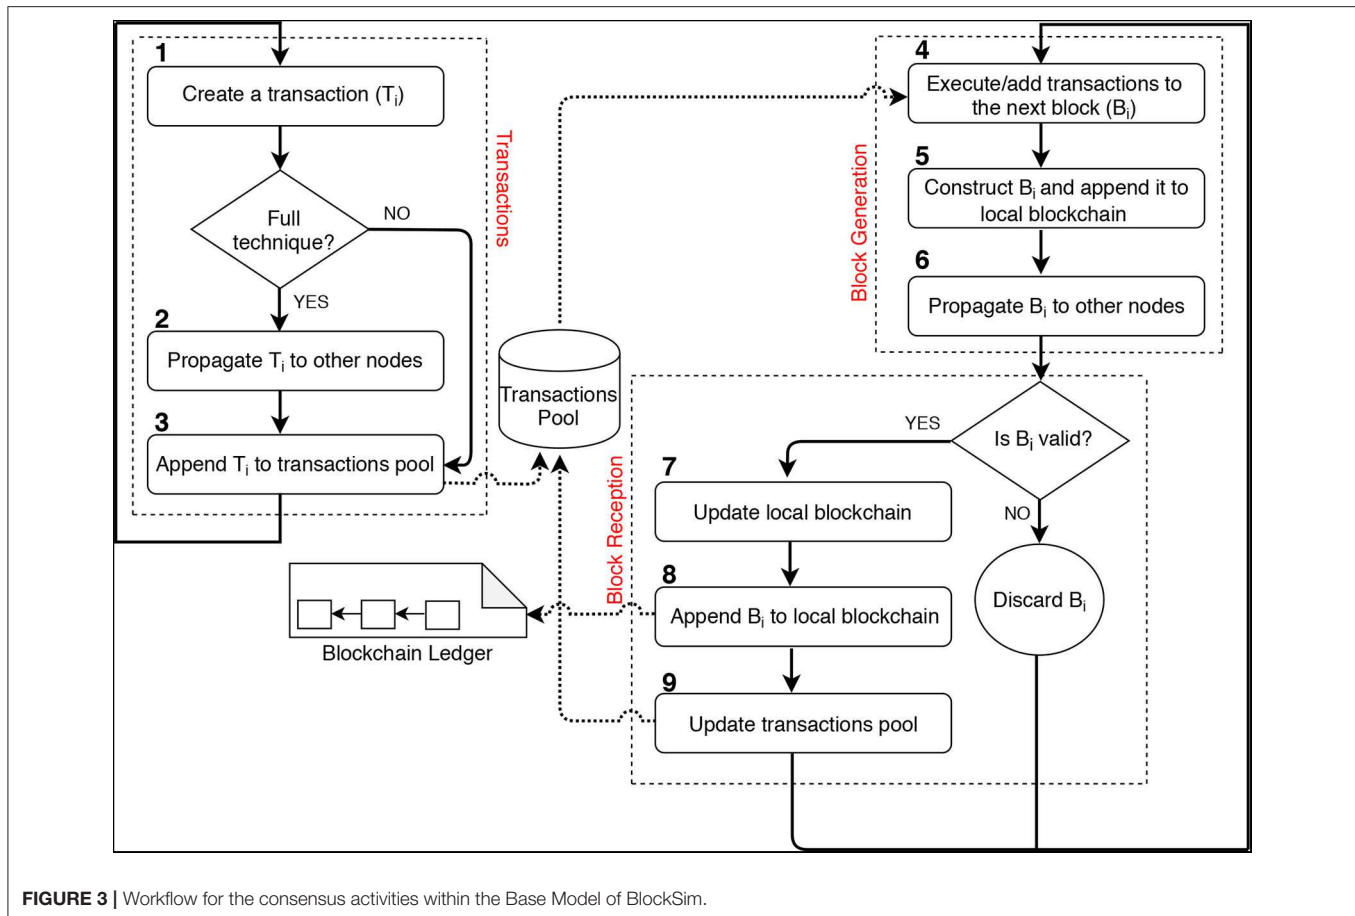 1
Create a transaction (Ti)
Full
technique?
NO
YES
2
Propagate Ti to other nodes
3
Append Ti to transactions pool
Transactions
Transactions
Pool
4
Execute/add transactions to
the next block (Bi)
5
Construct Bi and append it to
local blockchain
6
Propagate Bi to other nodes
Block Generation
Is Bi valid?
YES
NO
7
Update local blockchain
8
Append Bi to local blockchain
9
Update transactions pool
Discard Bi
Block Reception
Blockchain Ledger
FIGURE 3 | Workflow for the consensus activities within the Base Model of BlockSim.